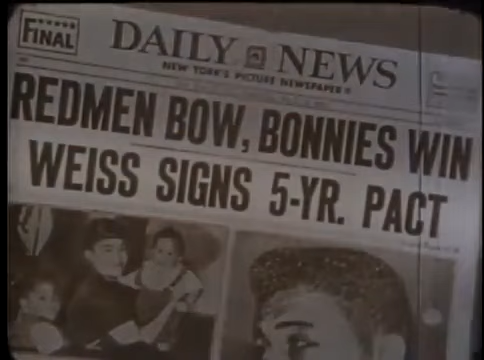 FINAL
DAILY NEWS
NEW YORK'S PICTURE NEWSPAPER
REDMEN BOW, BONNIES WIN
WEISS SIGNS 5-YR. PACT